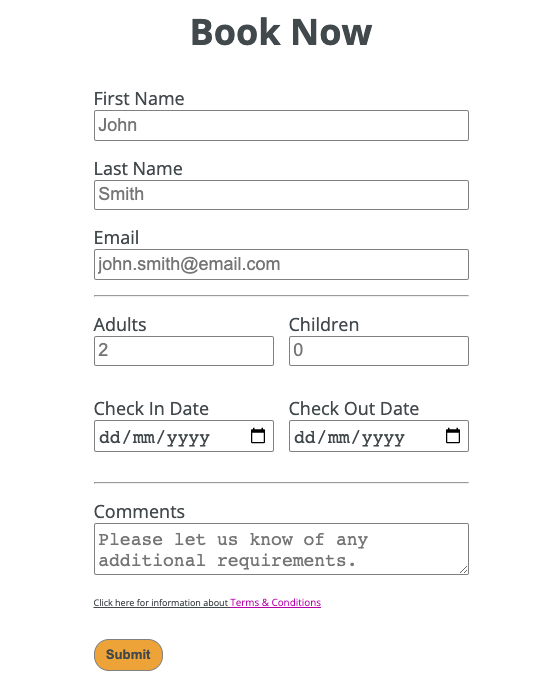 Book Now
First Name
John
Last Name
Smith
Email
john.smith@email.com
Adults
Children
2
0
Check In Date
Check Out Date
dd/mm/yyyy
dd/mm/yyyy
Comments
Please let us know of any
additional requirements.
Click here for information about Terms & Conditions
Submit